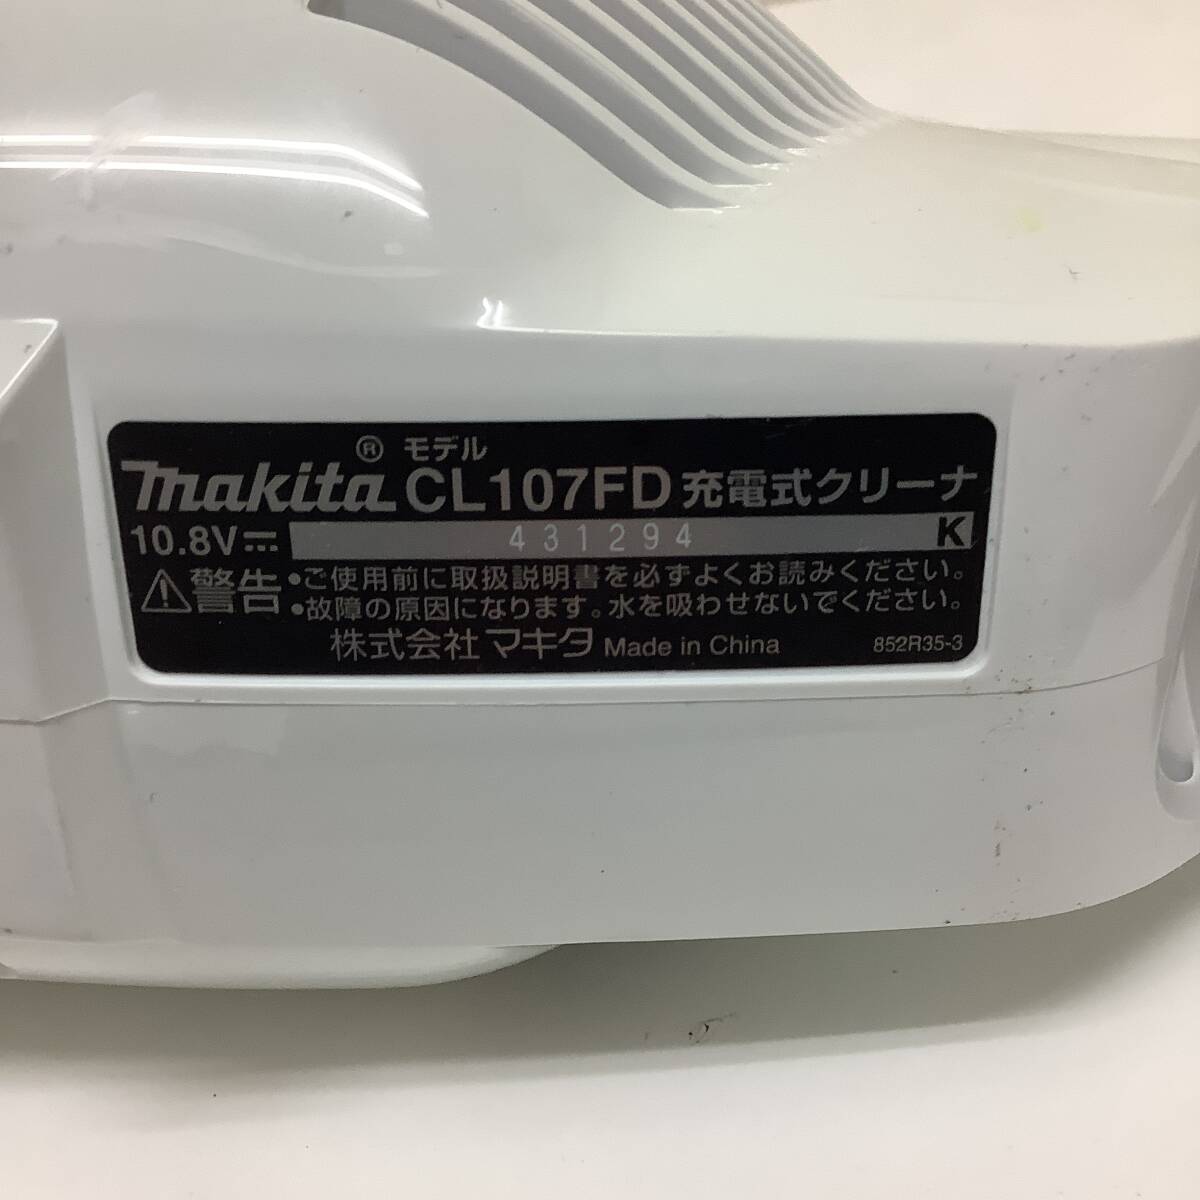 ® モデル
makita CL107FD 充電式クリーナ
10.8V 431294 K
警告 •ご使用前に取扱説明書を必ずよくお読みください。
•故障の原因になります。水を吸わせないでください。
株式会社マキタ Made in China 852R35-3